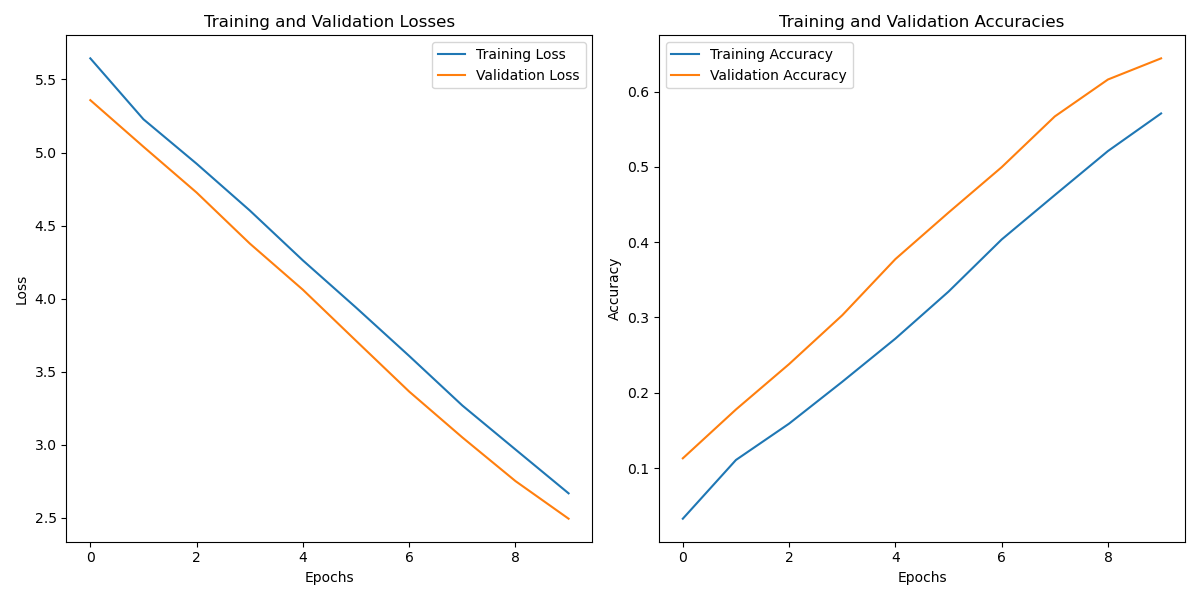 Training and Validation Losses
Training Loss
Validation Loss
5.5
5.0
4.5
4.0
3.5
3.0
2.5
Loss
0
2
4
6
8
Epochs
Training and Validation Accuracies
Training Accuracy
Validation Accuracy
0.6
0.5
0.4
0.3
0.2
0.1
Accuracy
0
2
4
6
8
Epochs